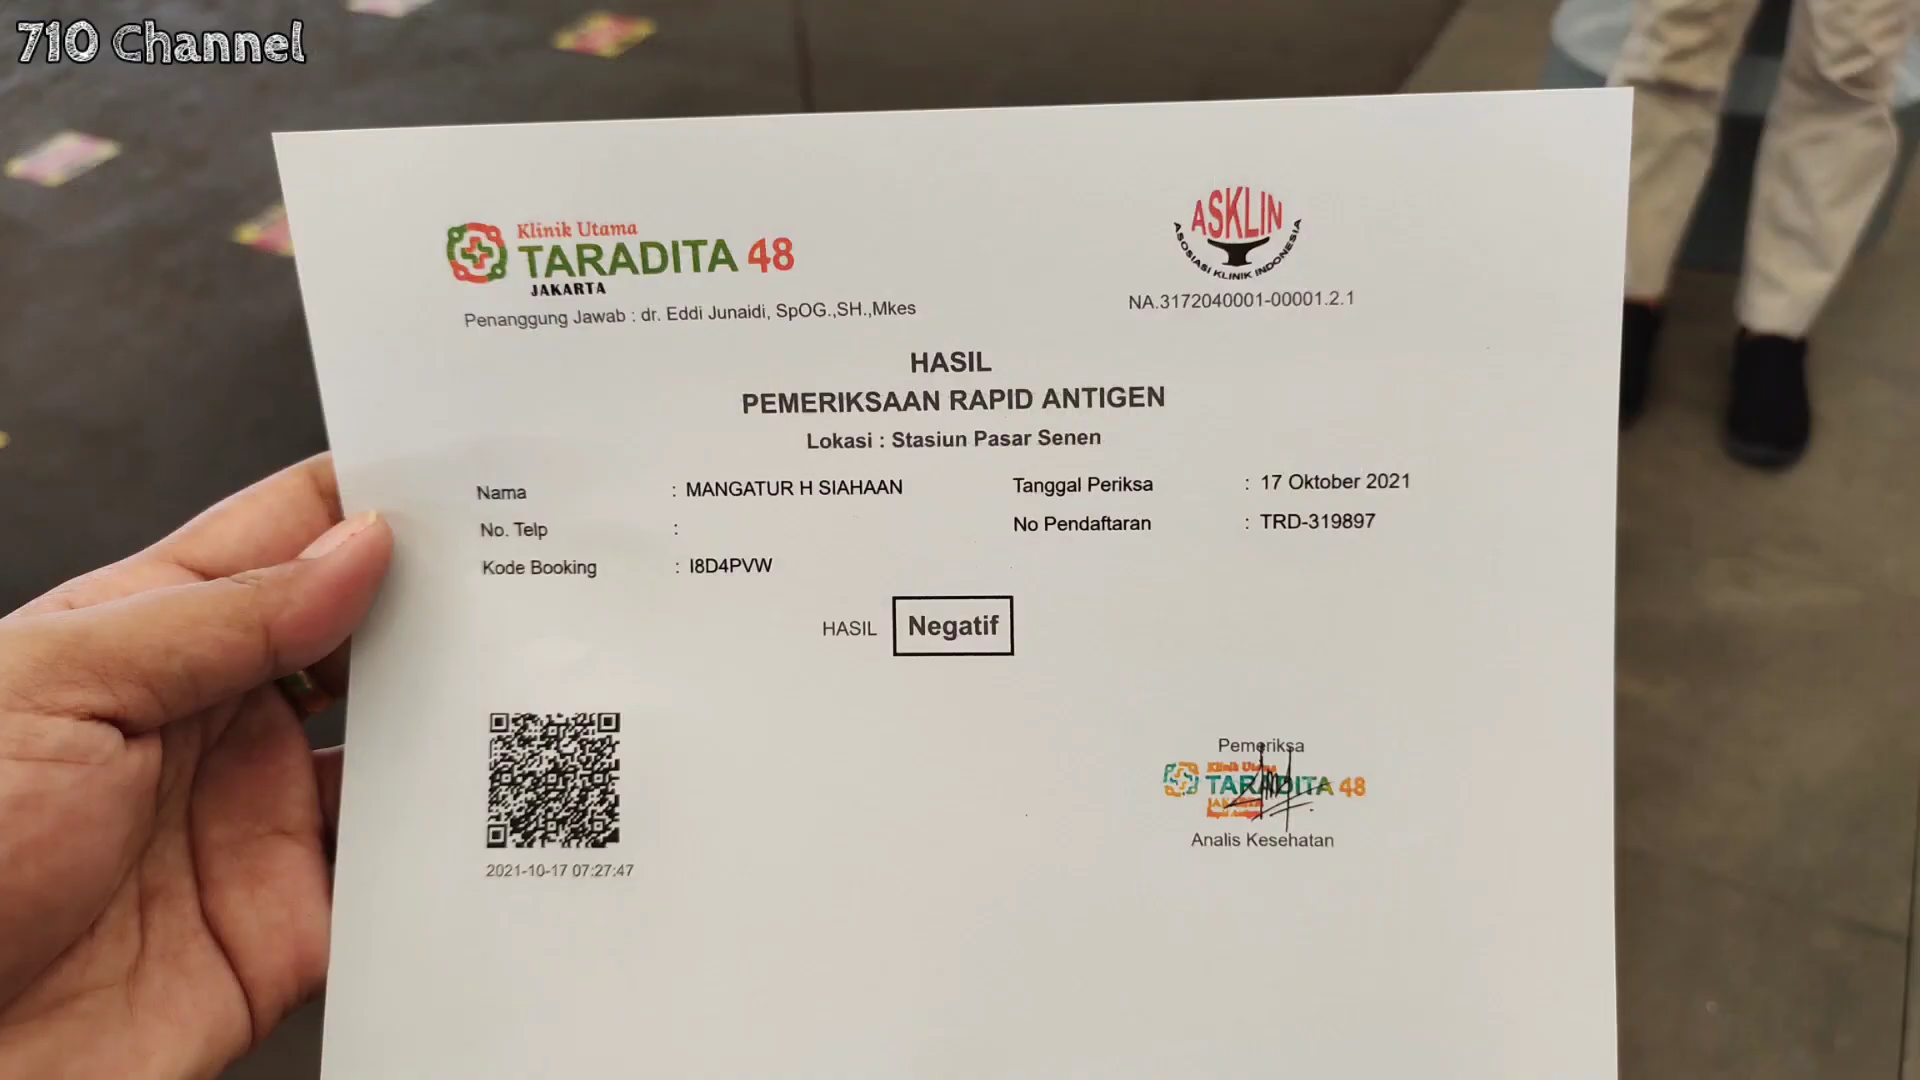 710 Channel
Klinik Utama
TARADITA 48
JAKARTA
Penanggung Jawab : dr. Eddi Junaidi, SpOG.,SH.,Mkes
ASKLIN
ASOSIASI KLINIK INDONESIA
NA.3172040001-00001.2.1
HASIL
PEMERIKSAAN RAPID ANTIGEN
Lokasi : Stasiun Pasar Senen
Nama : MANGATUR H SIAHAAN
No. Telp :
Kode Booking : I8D4PVW
Tanggal Periksa : 17 Oktober 2021
No Pendaftaran : TRD-319897
HASIL Negatif
2021-10-17 07:27:47
Pemeriksa
Klinik Utama
TARADITA 48
JAKARTA
Analis Kesehatan